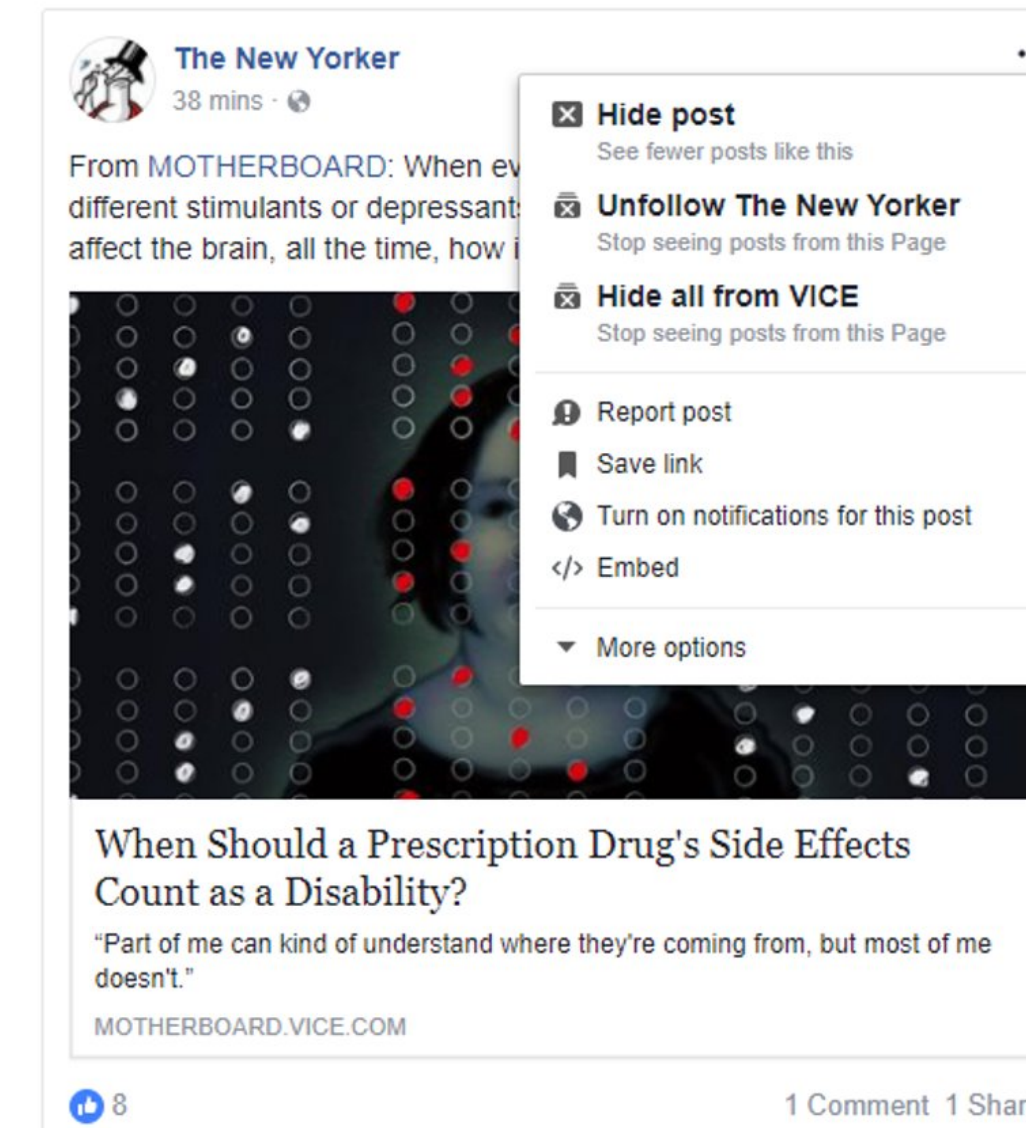 The New Yorker
38 mins ·
From MOTHERBOARD: When ev
different stimulants or depressants
affect the brain, all the time, how i
Hide post
See fewer posts like this
Unfollow The New Yorker
Stop seeing posts from this Page
Hide all from VICE
Stop seeing posts from this Page
Report post
Save link
Turn on notifications for this post
</> Embed
More options
When Should a Prescription Drug's Side Effects
Count as a Disability?
“Part of me can kind of understand where they're coming from, but most of me
doesn't.”
MOTHERBOARD.VICE.COM
8
1 Comment 1 Shar